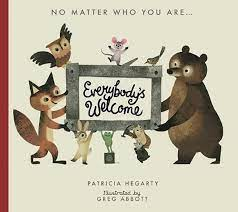 NO MATTER WHO YOU ARE...
Everybody's
Welcome
PATRICIA HEGARTY
Illustrated by
GREG ABBOTT